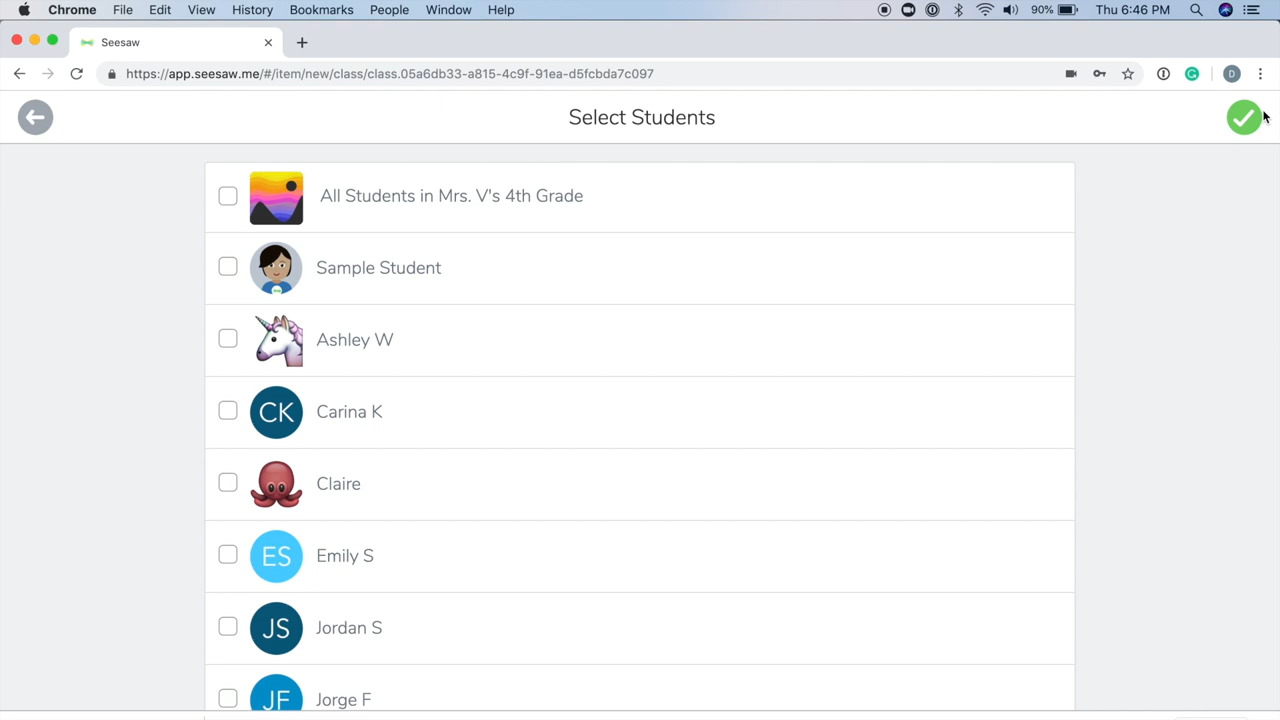 Chrome File Edit View History Bookmarks People Window Help 90% Thu 6:46 PM
Seesaw
https://app.seesaw.me/#/item/new/class/class.05a6db33-a815-4c9f-91ea-d5fcbda7c097 D
Select Students
All Students in Mrs. V's 4th Grade
Sample Student
Ashley W
CK Carina K
Claire
ES Emily S
JS Jordan S
JF Jorge F